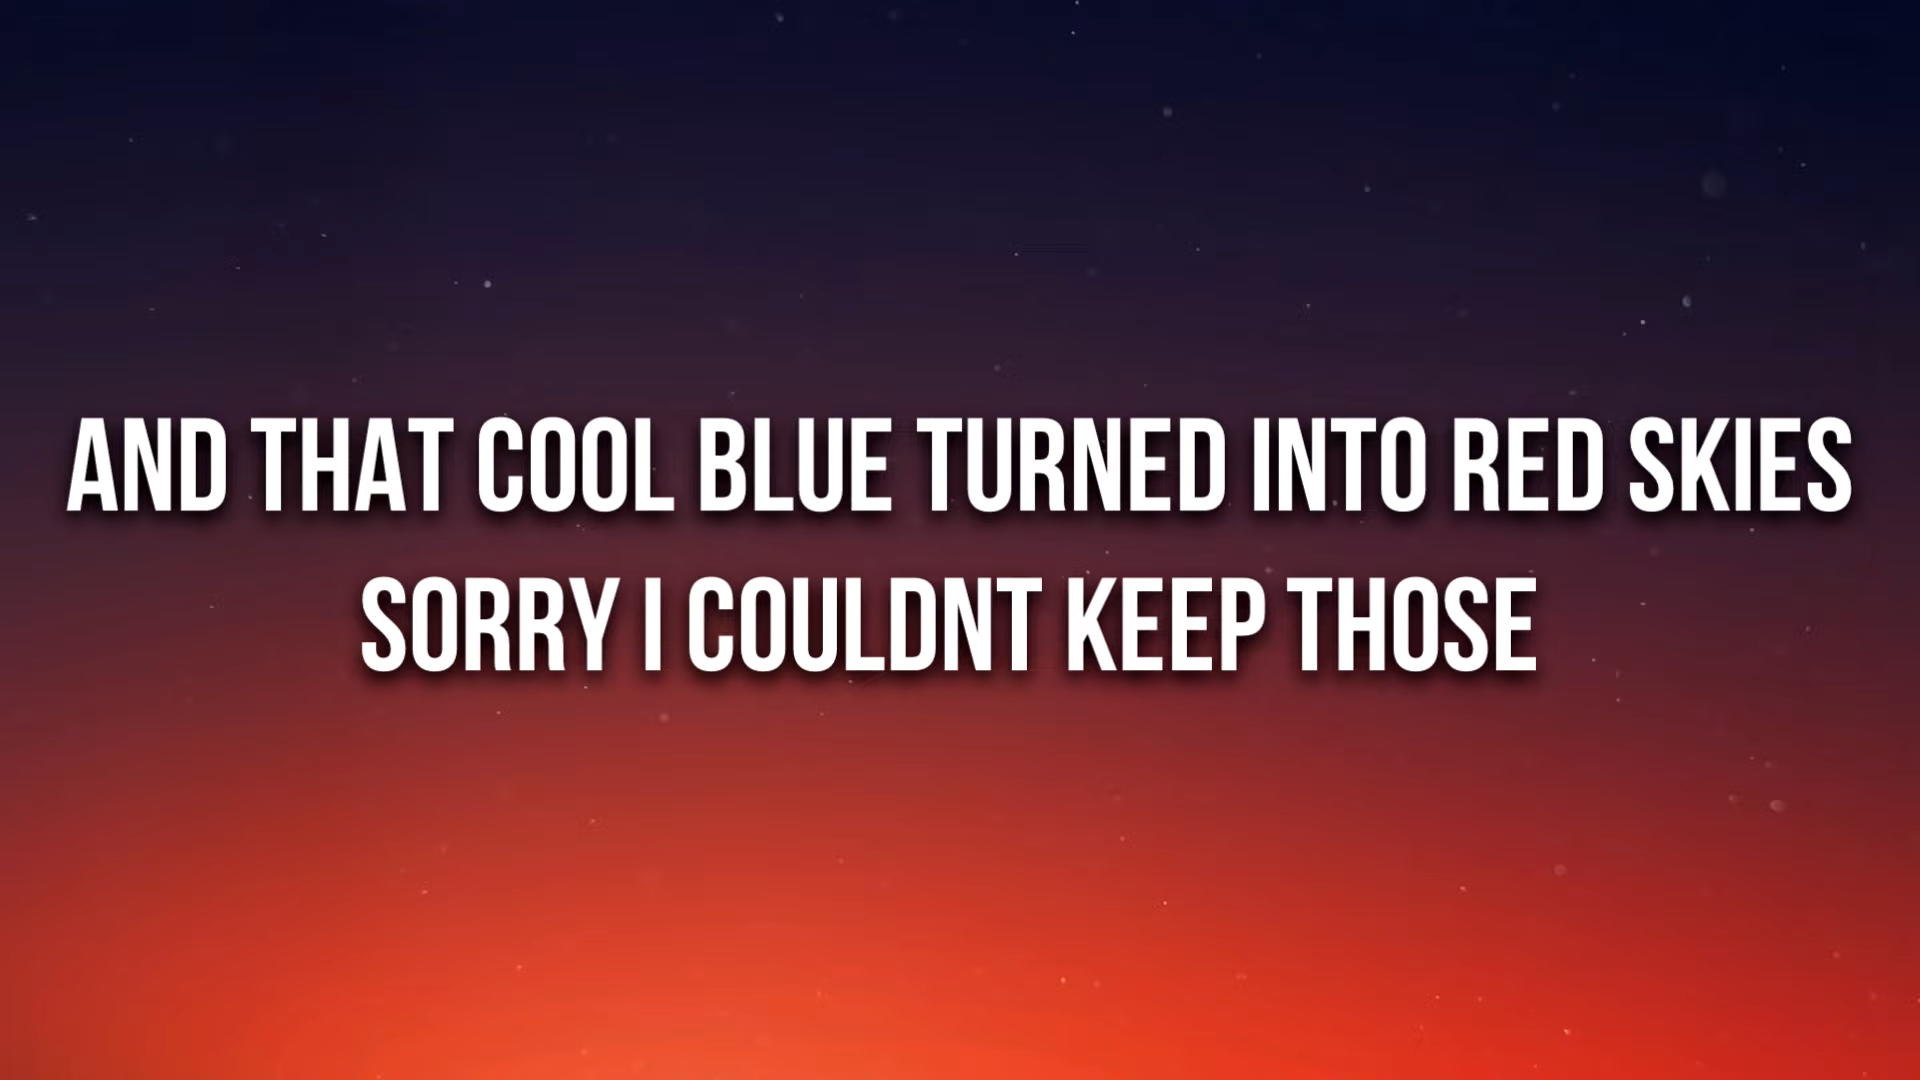 AND THAT COOL BLUE TURNED INTO RED SKIES
SORRY I COULDNT KEEP THOSE